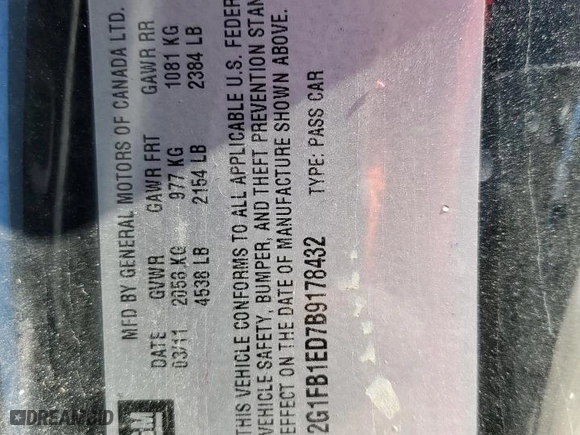 MFD BY GENERAL MOTORS OF CANADA LTD.
DATE GVWR GAWR FRT GAWR RR
03/11 2058 KG 977 KG 1081 KG
4538 LB 2154 LB 2384 LB
THIS VEHICLE CONFORMS TO ALL APPLICABLE U.S. FEDER
VEHICLE SAFETY, BUMPER, AND THEFT PREVENTION STAN
EFFECT ON THE DATE OF MANUFACTURE SHOWN ABOVE.
2G1FB1ED7B9178432 TYPE: PASS CAR
GM
DREAMBID